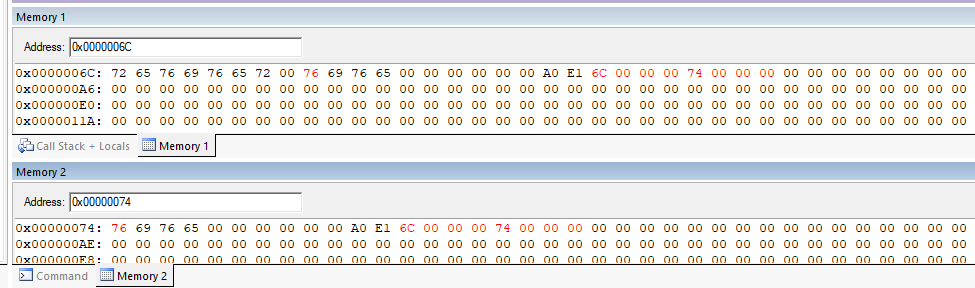 Memory 1
Address: 0x0000006C
0x0000006C: 72 65 76 69 76 65 72 00 76 69 76 65 00 00 00 00 00 00 A0 E1 6C 00 00 00 74 00 00 00 00 00 00 00 00 00 00 00
0x000000A6: 00 00 00 00 00 00 00 00 00 00 00 00 00 00 00 00 00 00 00 00 00 00 00 00 00 00 00 00 00 00 00 00 00 00 00 00
0x000000E0: 00 00 00 00 00 00 00 00 00 00 00 00 00 00 00 00 00 00 00 00 00 00 00 00 00 00 00 00 00 00 00 00 00 00 00 00
0x0000011A: 00 00 00 00 00 00 00 00 00 00 00 00 00 00 00 00 00 00 00 00 00 00 00 00 00 00 00 00 00 00 00 00 00 00 00 00
Call Stack + Locals Memory 1
Memory 2
Address: 0x00000074
0x00000074: 76 69 76 65 00 00 00 00 00 00 A0 E1 6C 00 00 00 74 00 00 00 00 00 00 00 00 00 00 00 00 00 00 00 00 00 00 00
0x000000AE: 00 00 00 00 00 00 00 00 00 00 00 00 00 00 00 00 00 00 00 00 00 00 00 00 00 00 00 00 00 00 00 00 00 00 00 00
0x000000E8: 00 00 00 00 00 00 00 00 00 00 00 00 00 00 00 00 00 00 00 00 00 00 00 00 00 00 00 00 00 00 00 00 00 00 00 00
Command Memory 2